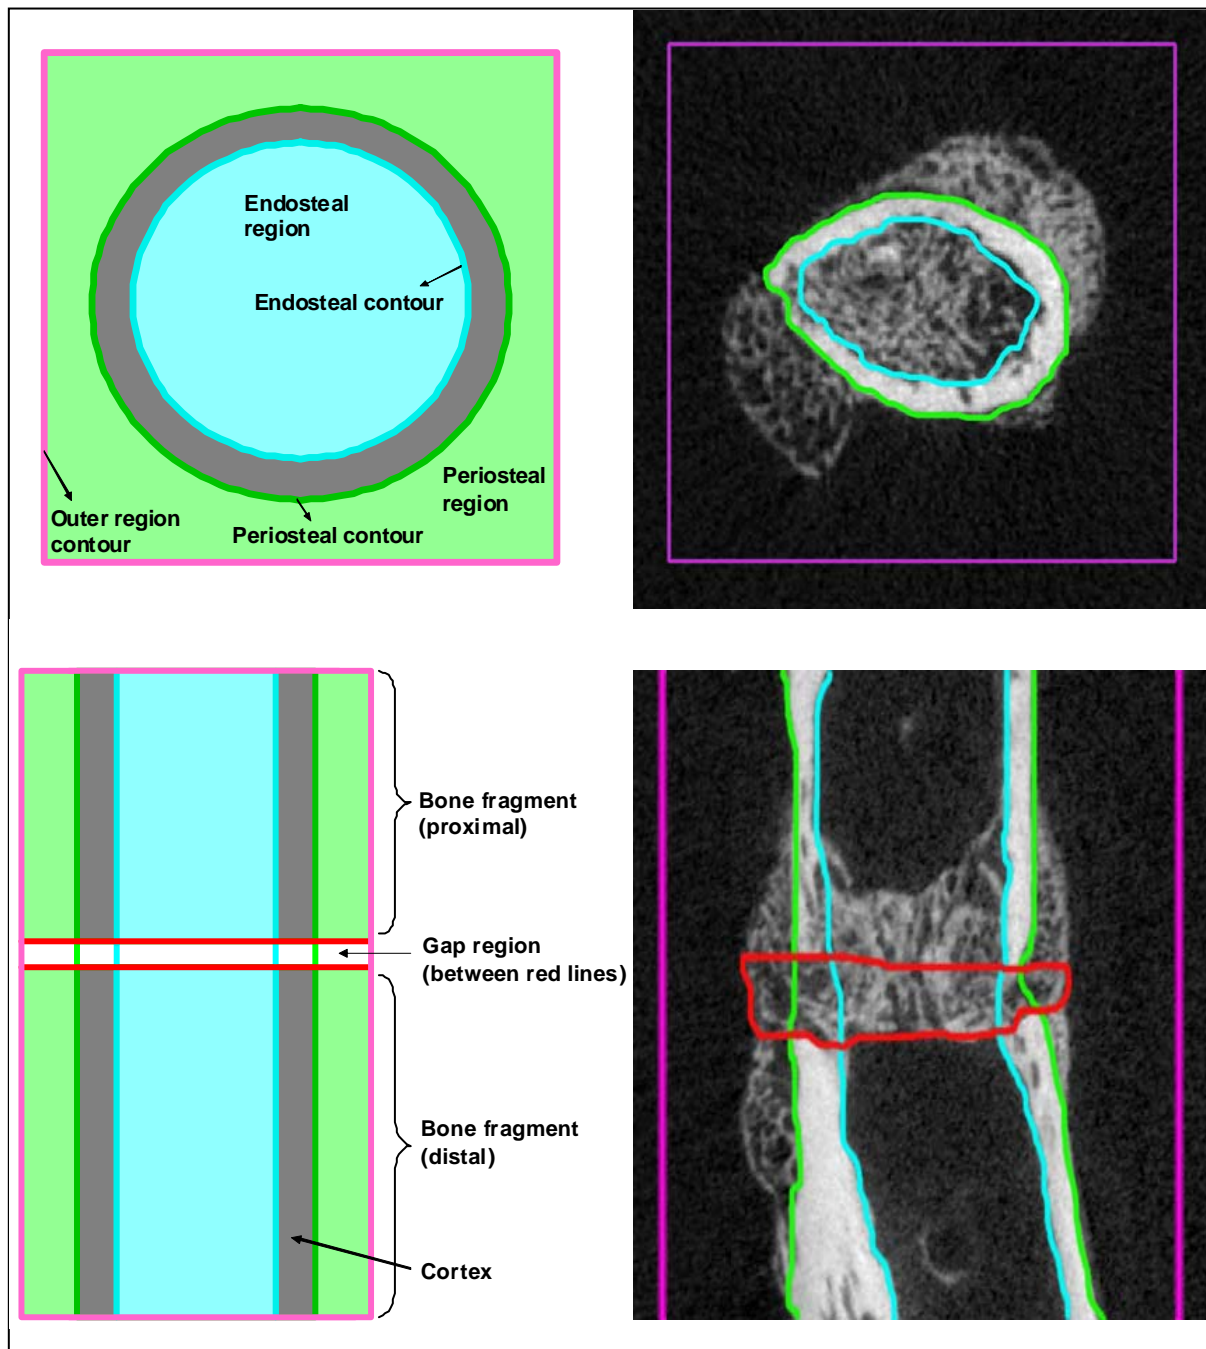 Endosteal
region
Endosteal contour
Periosteal
region
Outer region
contour
Periosteal contour
Bone fragment
(proximal)
Gap region
(between red lines)
Bone fragment
(distal)
Cortex